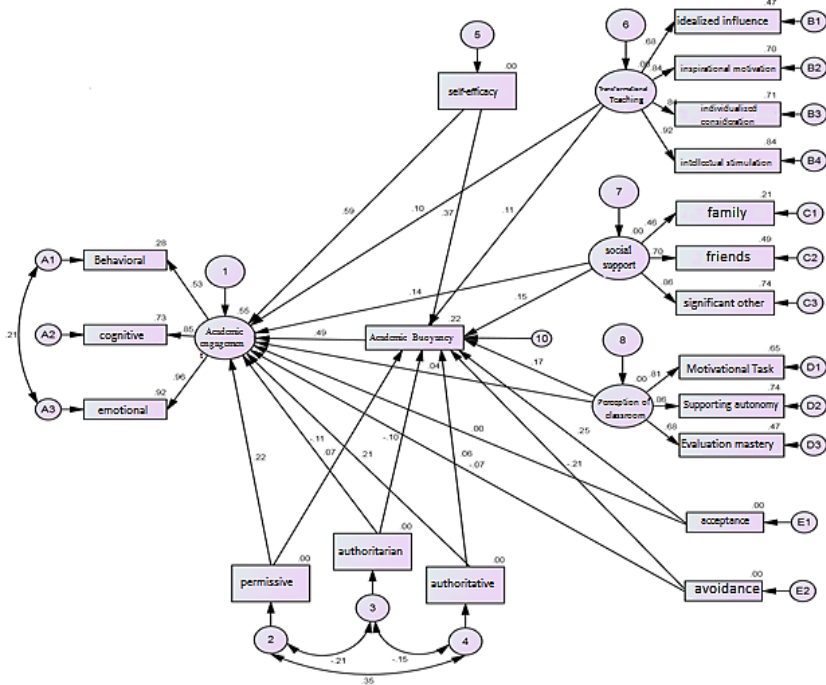 5
.00
self-efficacy
6
.00
Teaching
.68
.84
.92
.47
idealized influence
B1
.70
inspirational motivation
B2
.71
individualised
consideration
B3
.84
intellectual stimulation
B4
.59
.10
.37
.11
7
.00
social
support
.46
.70
.86
.21
family
C1
.49
friends
C2
.74
significant other
C3
.14
.15
A1
.28
Behavioral
.53
1
.55
Academic
engagemen
t
A2
.73
cognitive
.85
.21
A3
.92
emotional
.96
.49
.22
Academic Buoyancy
10
.04
.17
8
.00
Perception of
classroom
.81
.86
.68
.65
Motivational Task
D1
.74
Supporting autonomy
D2
.47
Evaluation mastery
D3
.00
.25
-.21
-.07
.06
.21
-.10
.07
-.11
.22
.00
acceptance
E1
.00
avoidance
E2
.00
permissive
.00
authoritarian
.00
authoritative
2
3
4
-.21
-.15
.35